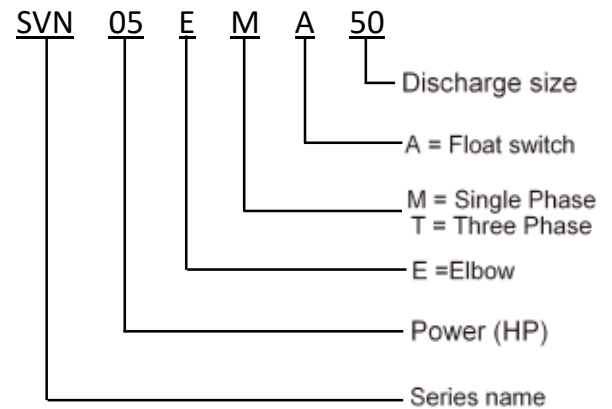 SVN 05 E M A 50
Discharge size
A = Float switch
M = Single Phase
T = Three Phase
E =Elbow
Power (HP)
Series name